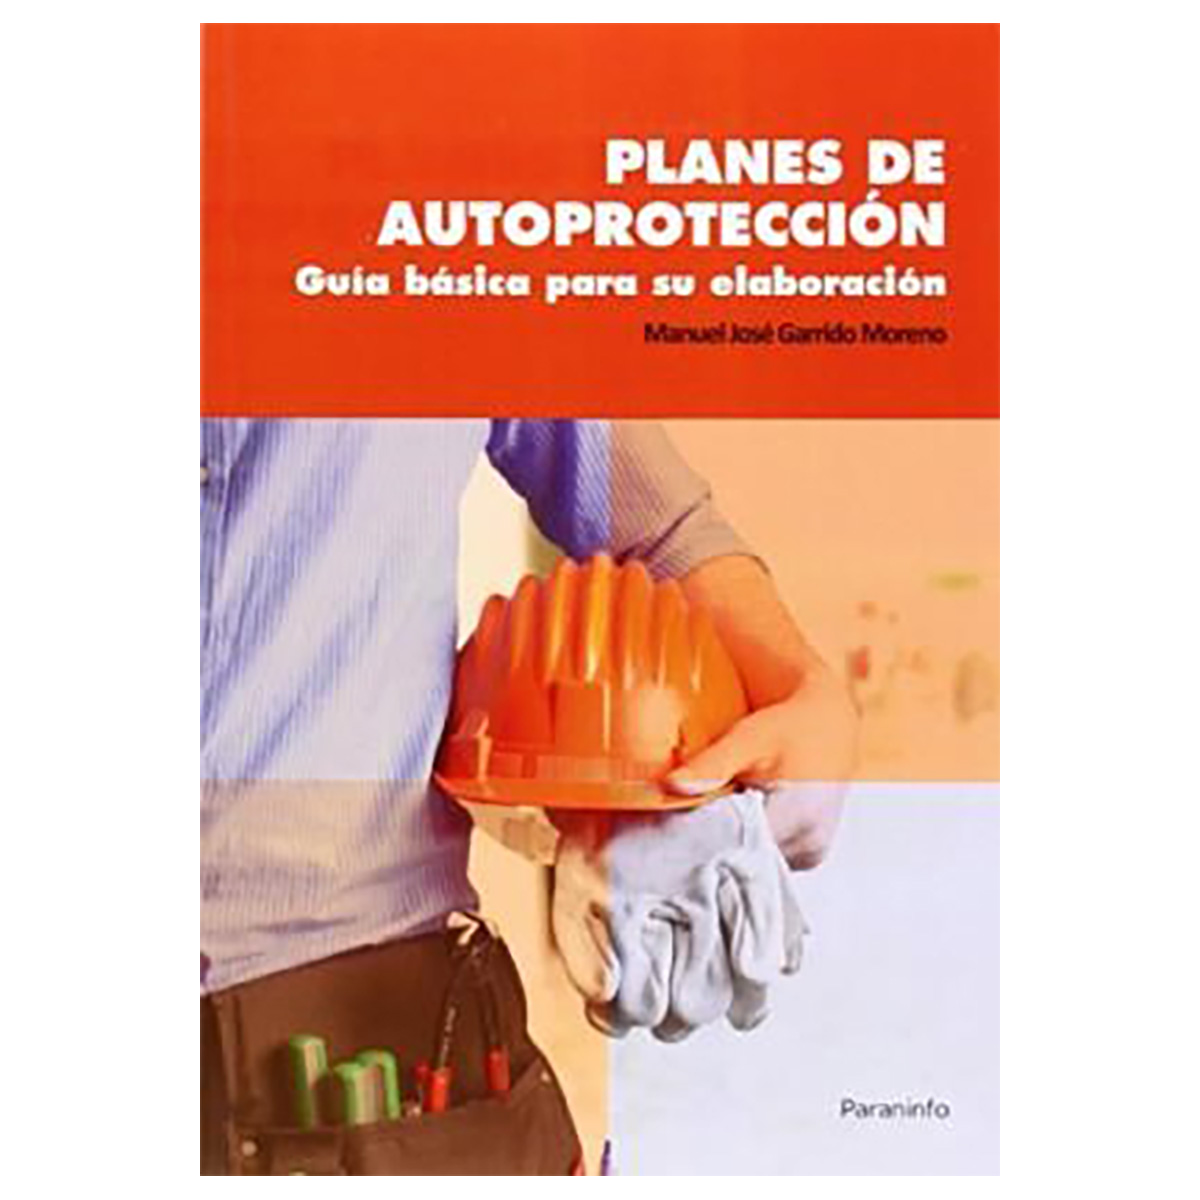 PLANES DE
AUTOPROTECCIÓN
Guía básica para su elaboración
Manuel José Garrido Moreno
Paraninfo